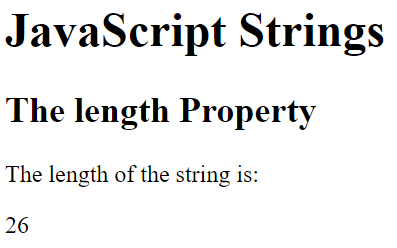 JavaScript Strings
The length Property
The length of the string is:
26